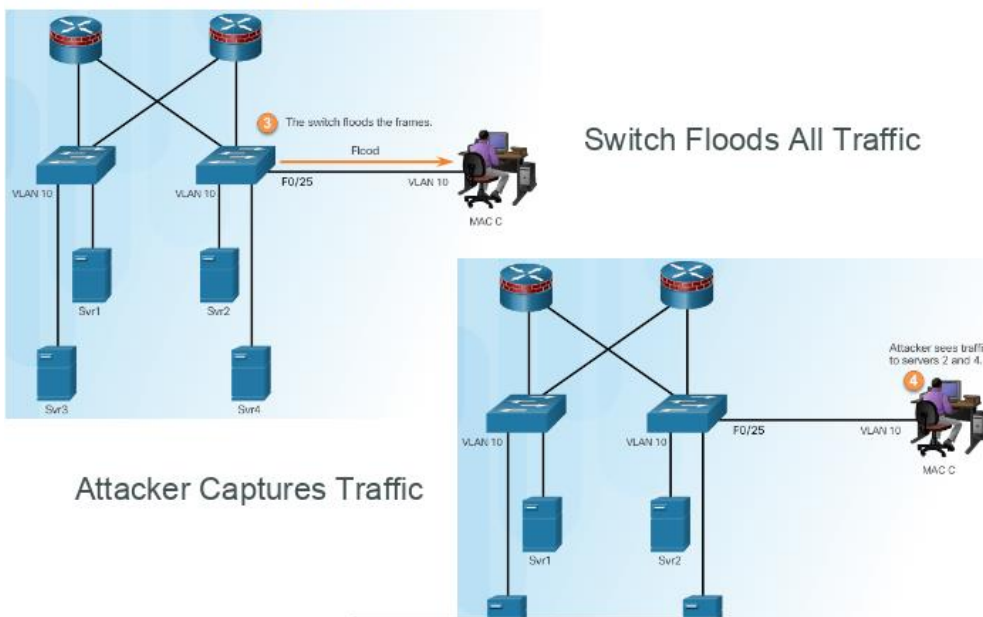 3 The switch floods the frames.
Flood
VLAN 10
VLAN 10
F0/25
VLAN 10
MAC C
Svr1
Svr2
Svr3
Svr4
Switch Floods All Traffic
Attacker Captures Traffic
Attacker sees
to servers 2 and 4.
4
VLAN 10
VLAN 10
F0/25
VLAN 10
MAC C
Svr1
Svr2